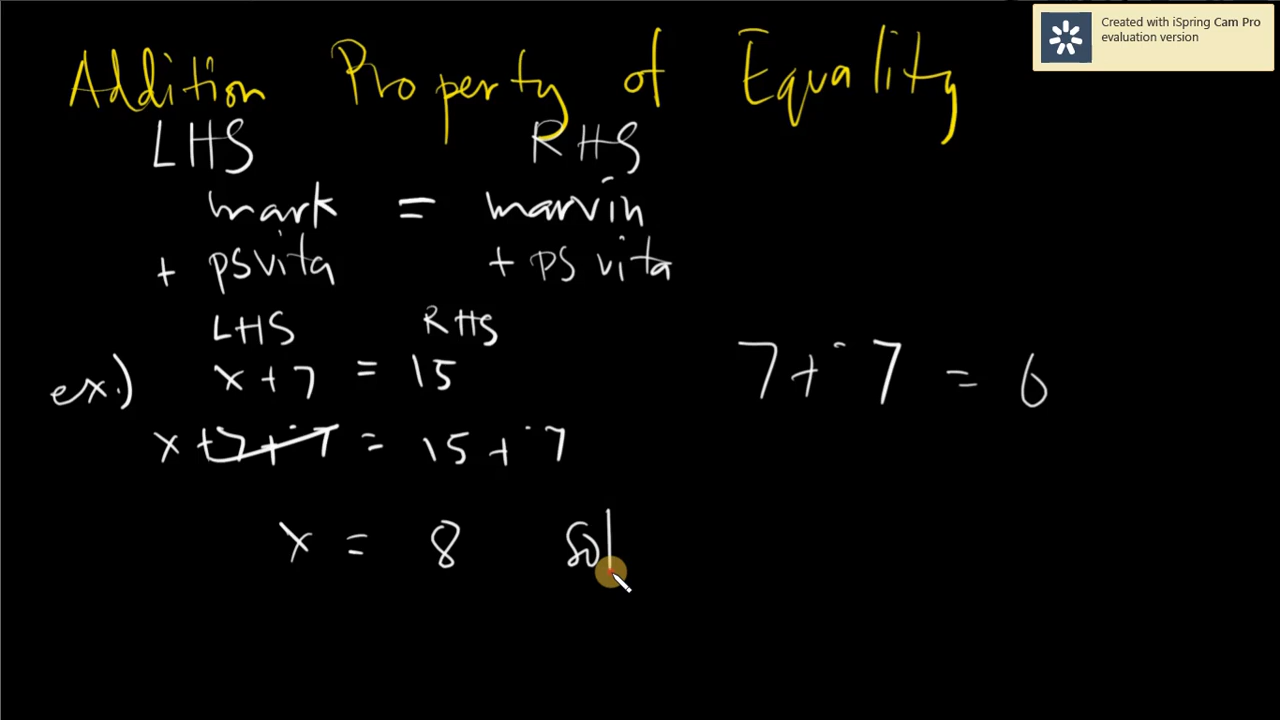 Created with iSpring Cam Pro
evaluation version
Addition Property of Equality
LHS RHS
mark = marvin
+ psvita + PS vita
LHS RHS
ex.) x + 7 = 15
7 + -7 = 6
x + 7 + -7 = 15 + -7
x = 8 sol